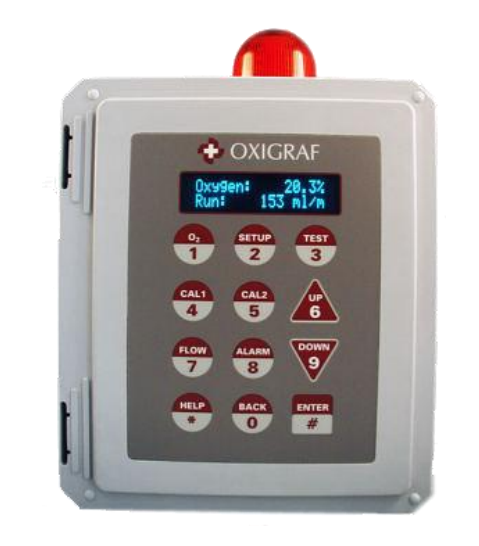 OXIGRAF
Oxygen: 20.3%
Run: 153 ml/m
O₂ SETUP TEST
1 2 3
CAL1 CAL2 UP
4 5 6
FLOW ALARM DOWN
7 8 9
HELP BACK ENTER
* 0 #